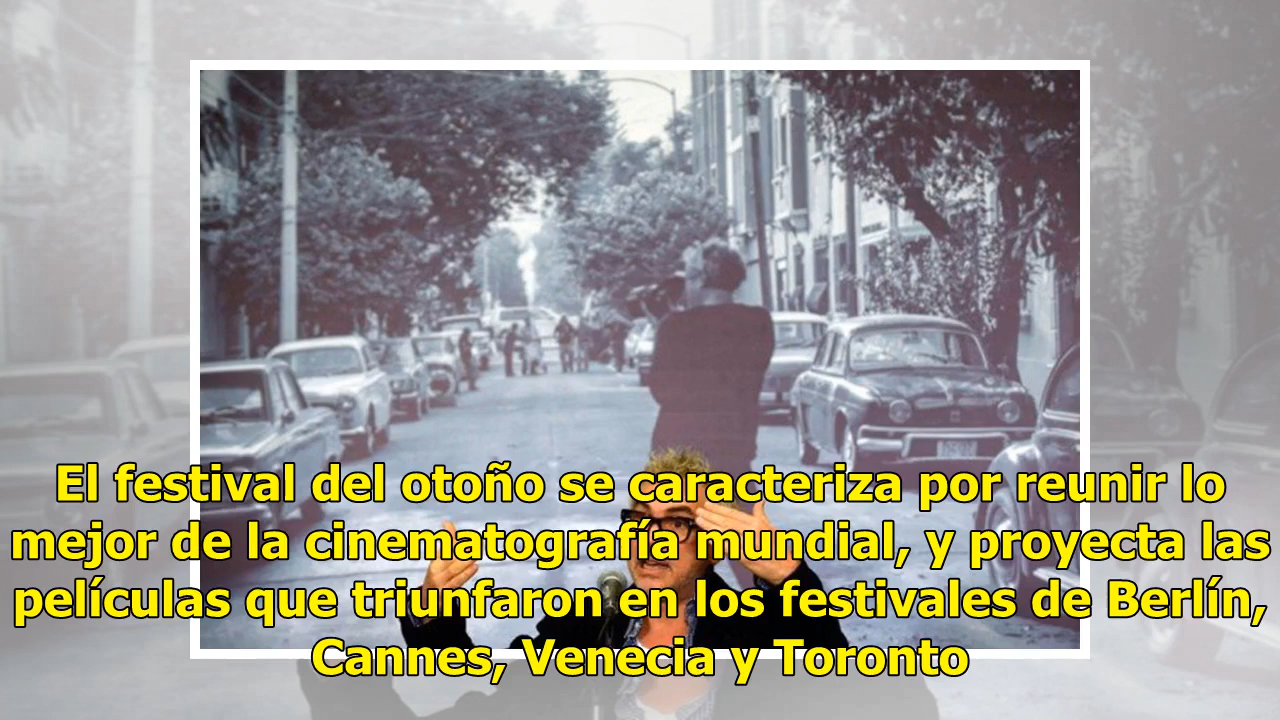 El festival del otoño se caracteriza por reunir lo
mejor de la cinematografía mundial, y proyecta las
películas que triunfaron en los festivales de Berlín,
Cannes, Venecia y Toronto